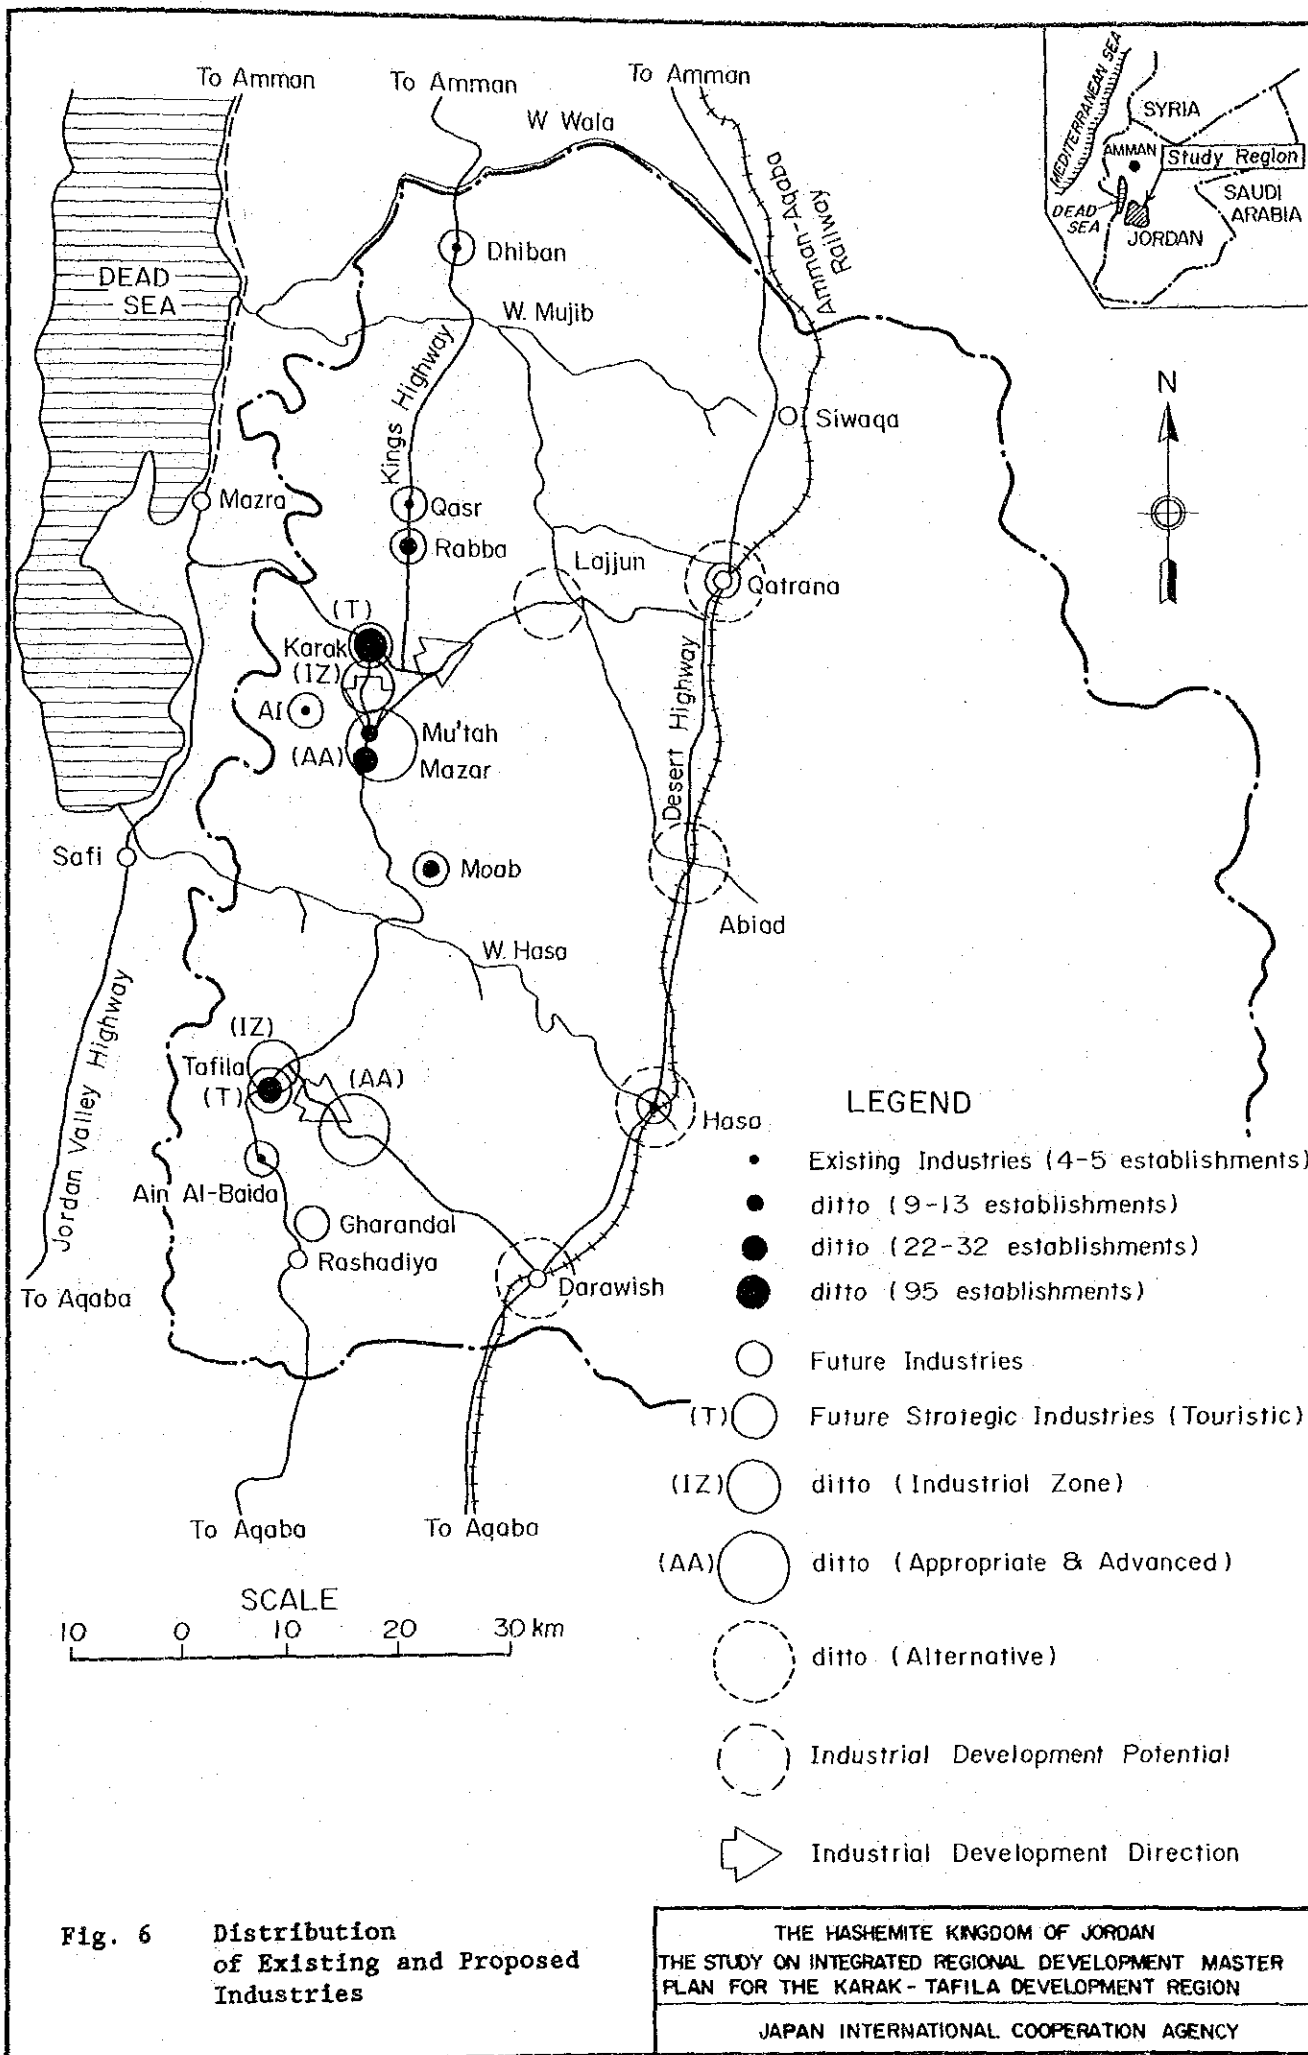 To Amman
To Amman
To Amman
W Wala
Amman-Aqaba
Railway
MEDITERRANEAN SEA
SYRIA
AMMAN
Study Region
DEAD
SEA
SAUDI
ARABIA
JORDAN
DEAD
SEA
Dhiban
W. Mujib
Kings Highway
N
Siwaqa
Mazra
Qasr
Rabba
Lajjun
Qatrana
(T)
Karak
(IZ)
AI
Mu'tah
(AA)
Mazar
Desert Highway
Safi
Moab
Abiad
W. Hasa
Jordan Valley Highway
(IZ)
Tafila
(T)
(AA)
Hasa
Ain Al-Baida
Gharandal
Rashadiya
Darawish
To Aqaba
To Aqaba
To Aqaba
LEGEND
Existing Industries (4-5 establishments)
ditto (9-13 establishments)
ditto (22-32 establishments)
ditto (95 establishments)
Future Industries
(T) Future Strategic Industries (Touristic)
(IZ) ditto (Industrial Zone)
(AA) ditto (Appropriate & Advanced)
ditto (Alternative)
Industrial Development Potential
Industrial Development Direction
SCALE
10 0 10 20 30 km
Fig. 6 Distribution
of Existing and Proposed
Industries
THE HASHEMITE KINGDOM OF JORDAN
THE STUDY ON INTEGRATED REGIONAL DEVELOPMENT MASTER
PLAN FOR THE KARAK - TAFILA DEVELOPMENT REGION
JAPAN INTERNATIONAL COOPERATION AGENCY